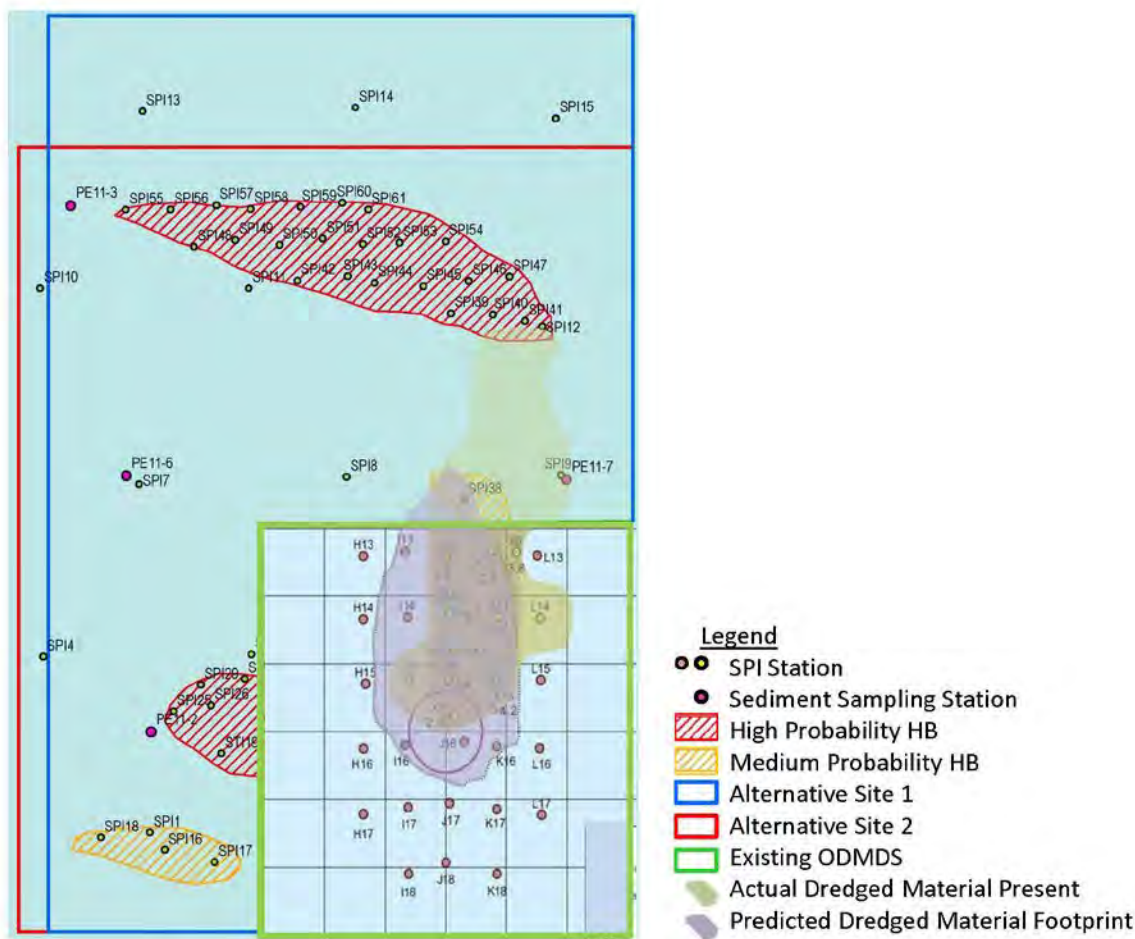 SPI13
SPI14
SPI15
PE11-3
SPI55
SPI56
SPI57
SPI58
SPI59
SPI60
SPI61
SPI48
SPI49
SPI50
SPI51
SPI52
SPI53
SPI54
SPI10
SPI11
SPI42
SPI43
SPI44
SPI45
SPI46
SPI47
SPI39
SPI40
SPI41
SPI12
PE11-6
SPI7
SPI8
SPI9
PE11-7
SPI38
H13
L13
H14
L14
SPI4
H15
L15
SPI20
SPI25
SPI26
PE11-2
H16
I16
J16
K16
L16
H17
I17
J17
K17
L17
SPI18
SPI1
SPI16
SPI17
I18
J18
K18
Legend
SPI Station
Sediment Sampling Station
High Probability HB
Medium Probability HB
Alternative Site 1
Alternative Site 2
Existing ODMDS
Actual Dredged Material Present
Predicted Dredged Material Footprint